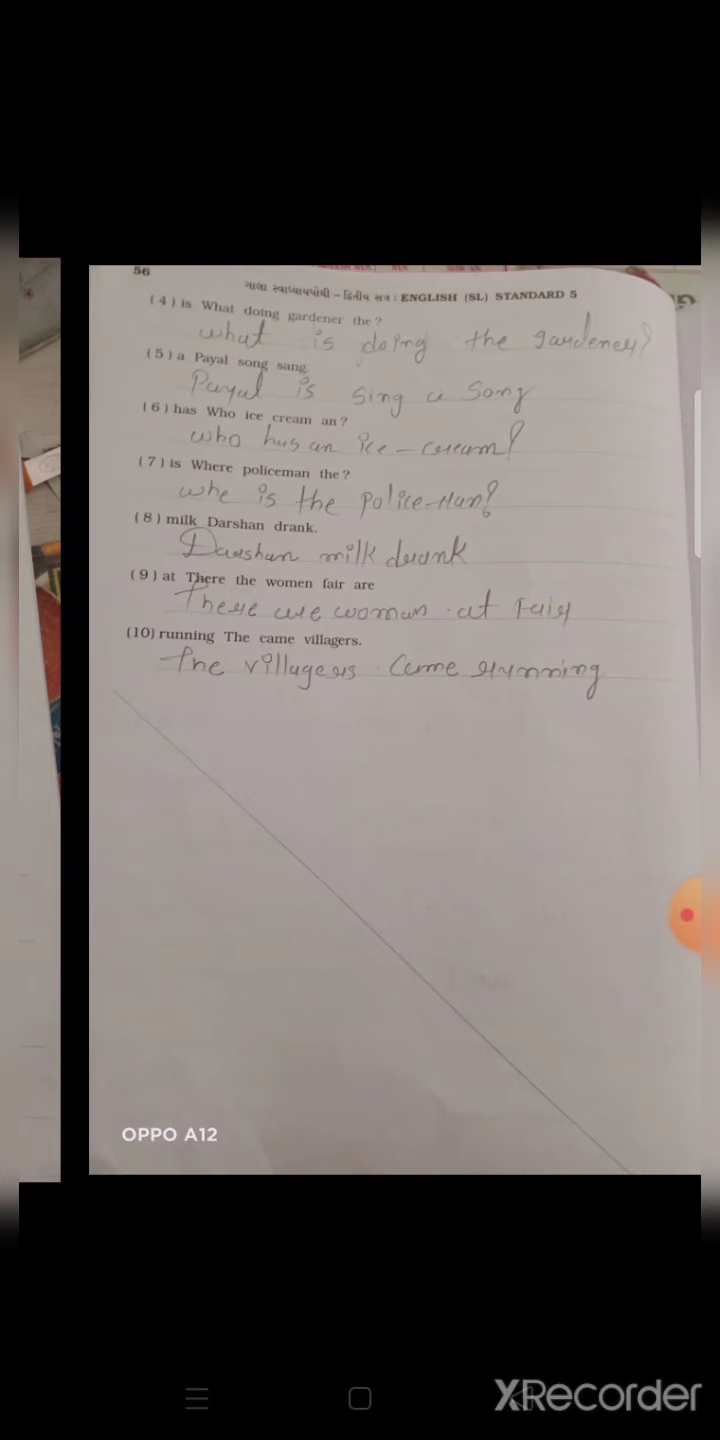 56
ગાલા સ્વાધ્યાયપોથી – દ્વિતીય સત્ર : ENGLISH (SL) STANDARD 5
(4) is What doing gardener the?
what is doing the gardener?
(5) a Payal song sang.
Payal is sing a song
(6) has Who ice cream an?
who has an ice-cream?
(7) is Where policeman the?
whe is the police-man?
(8) milk Darshan drank.
Darshan milk drank
(9) at There the women fair are
There are woman at Fair
(10) running The came villagers.
The villagers came running
OPPO A12
XRecorder